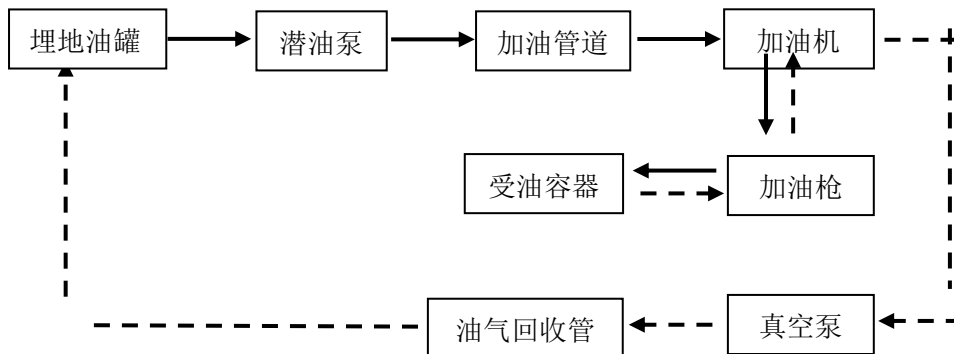 埋地油罐
潜油泵
加油管道
加油机
受油容器
加油枪
油气回收管
真空泵